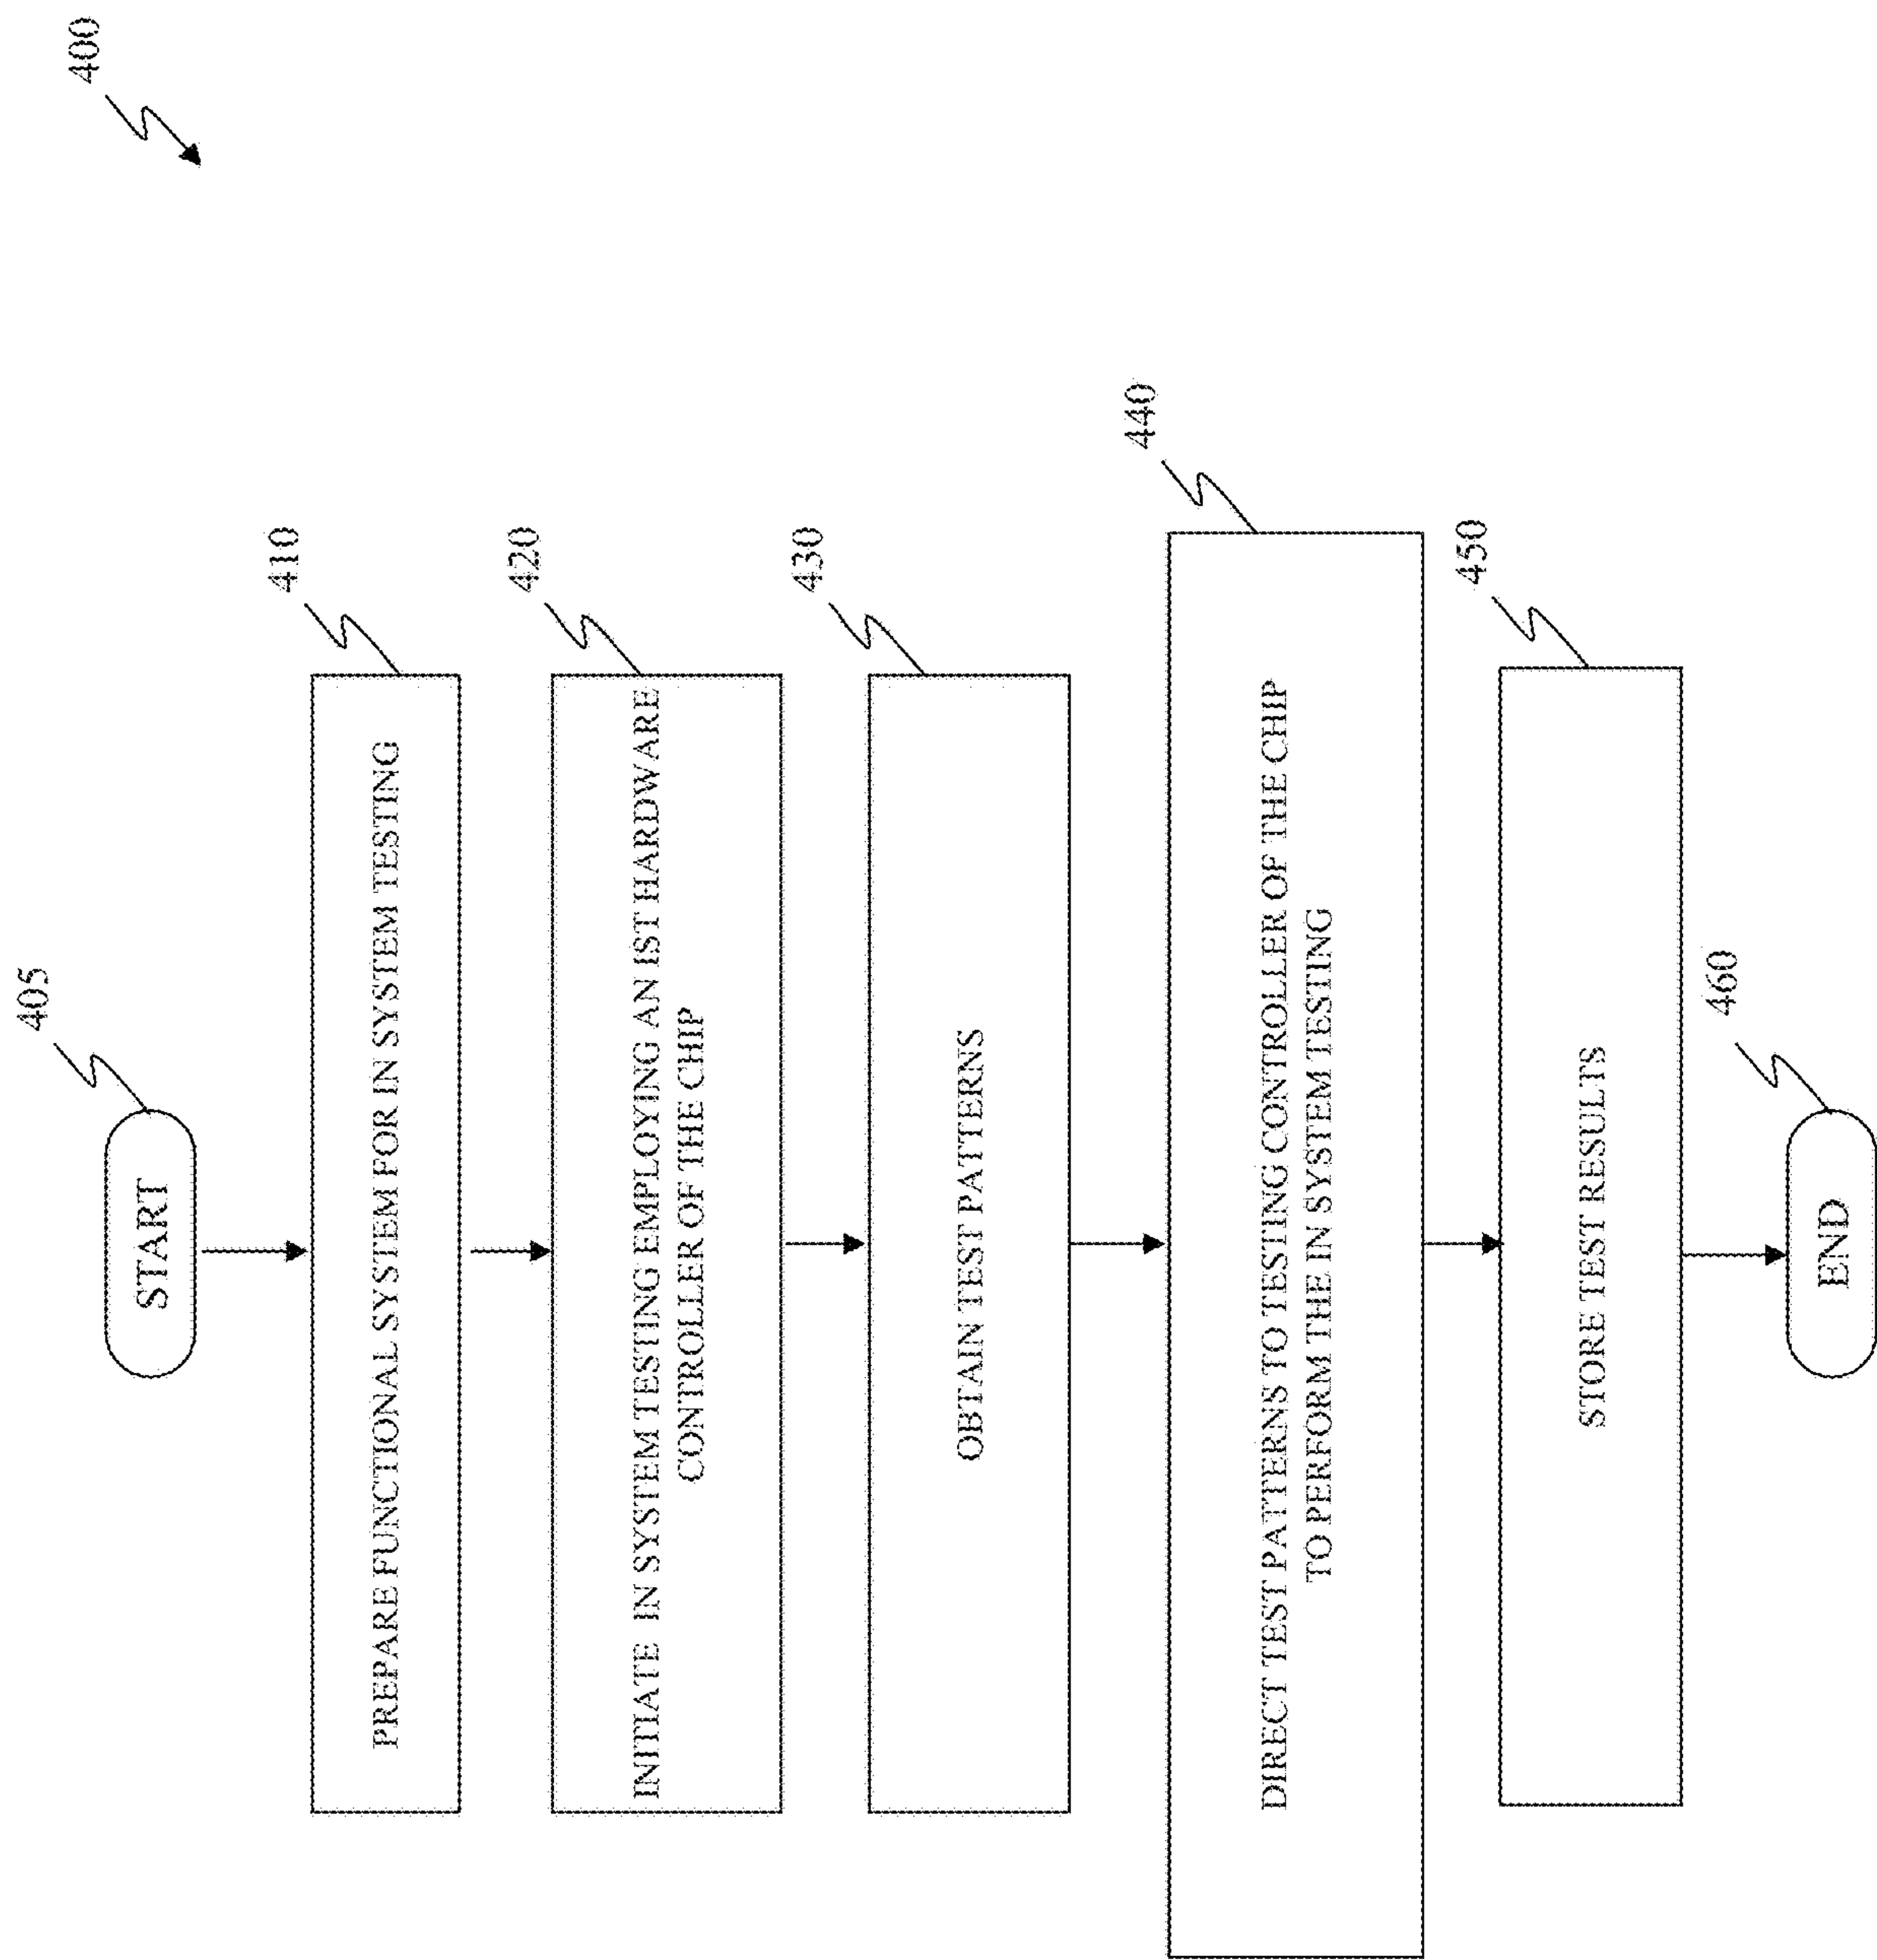 400
405
START
410
PREPARE FUNCTIONAL SYSTEM FOR IN SYSTEM TESTING
420
INITIATE IN SYSTEM TESTING EMPLOYING AN IST HARDWARE
CONTROLLER OF THE CHIP
430
OBTAIN TEST PATTERNS
440
DIRECT TEST PATTERNS TO TESTING CONTROLLER OF THE CHIP
TO PERFORM THE IN SYSTEM TESTING
450
STORE TEST RESULTS
460
END